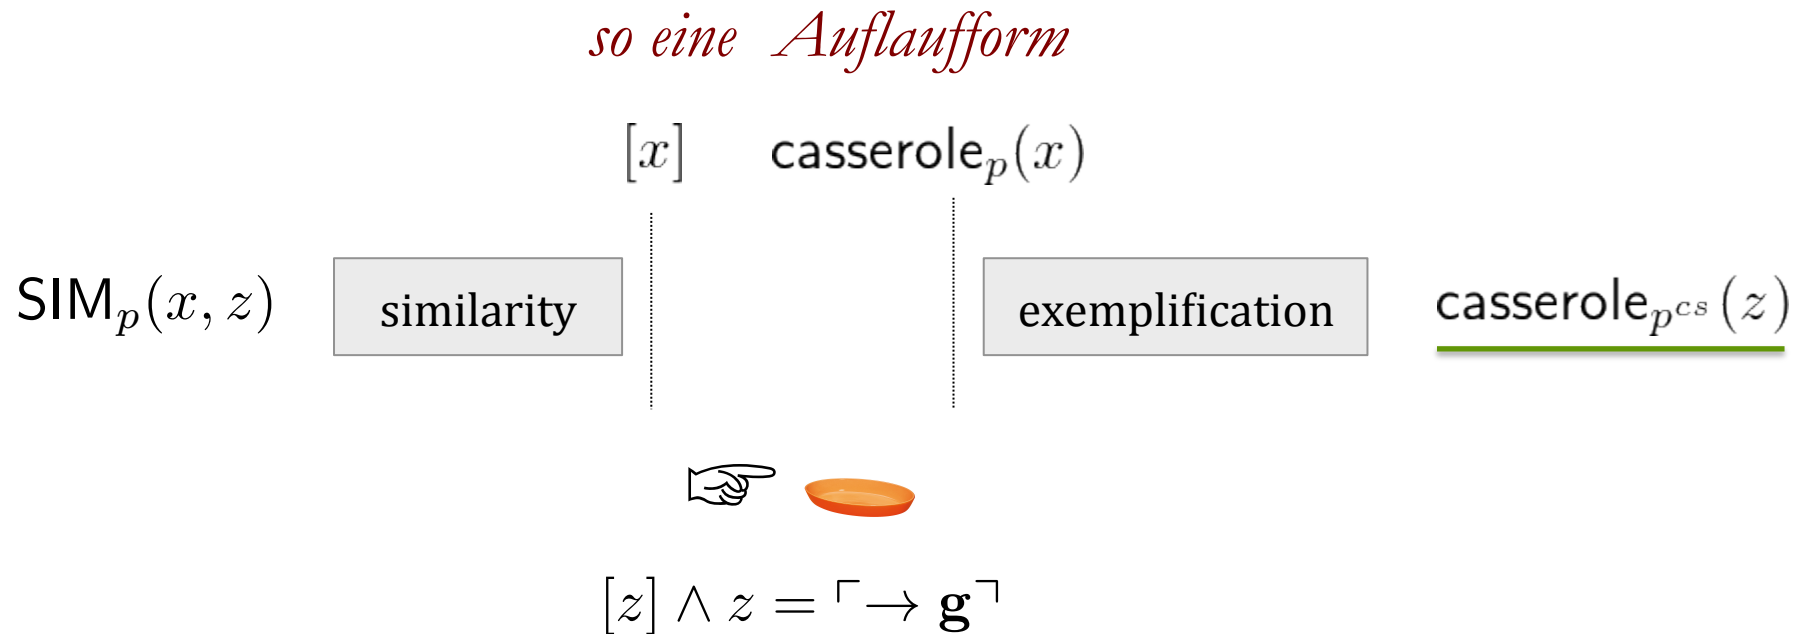 so eine Auflaufform
[x] casserole_p(x)
SIM_p(x, z) similarity exemplification casserole_{p^{cs}}(z)
[z] ∧ z = ⌜→ g⌝